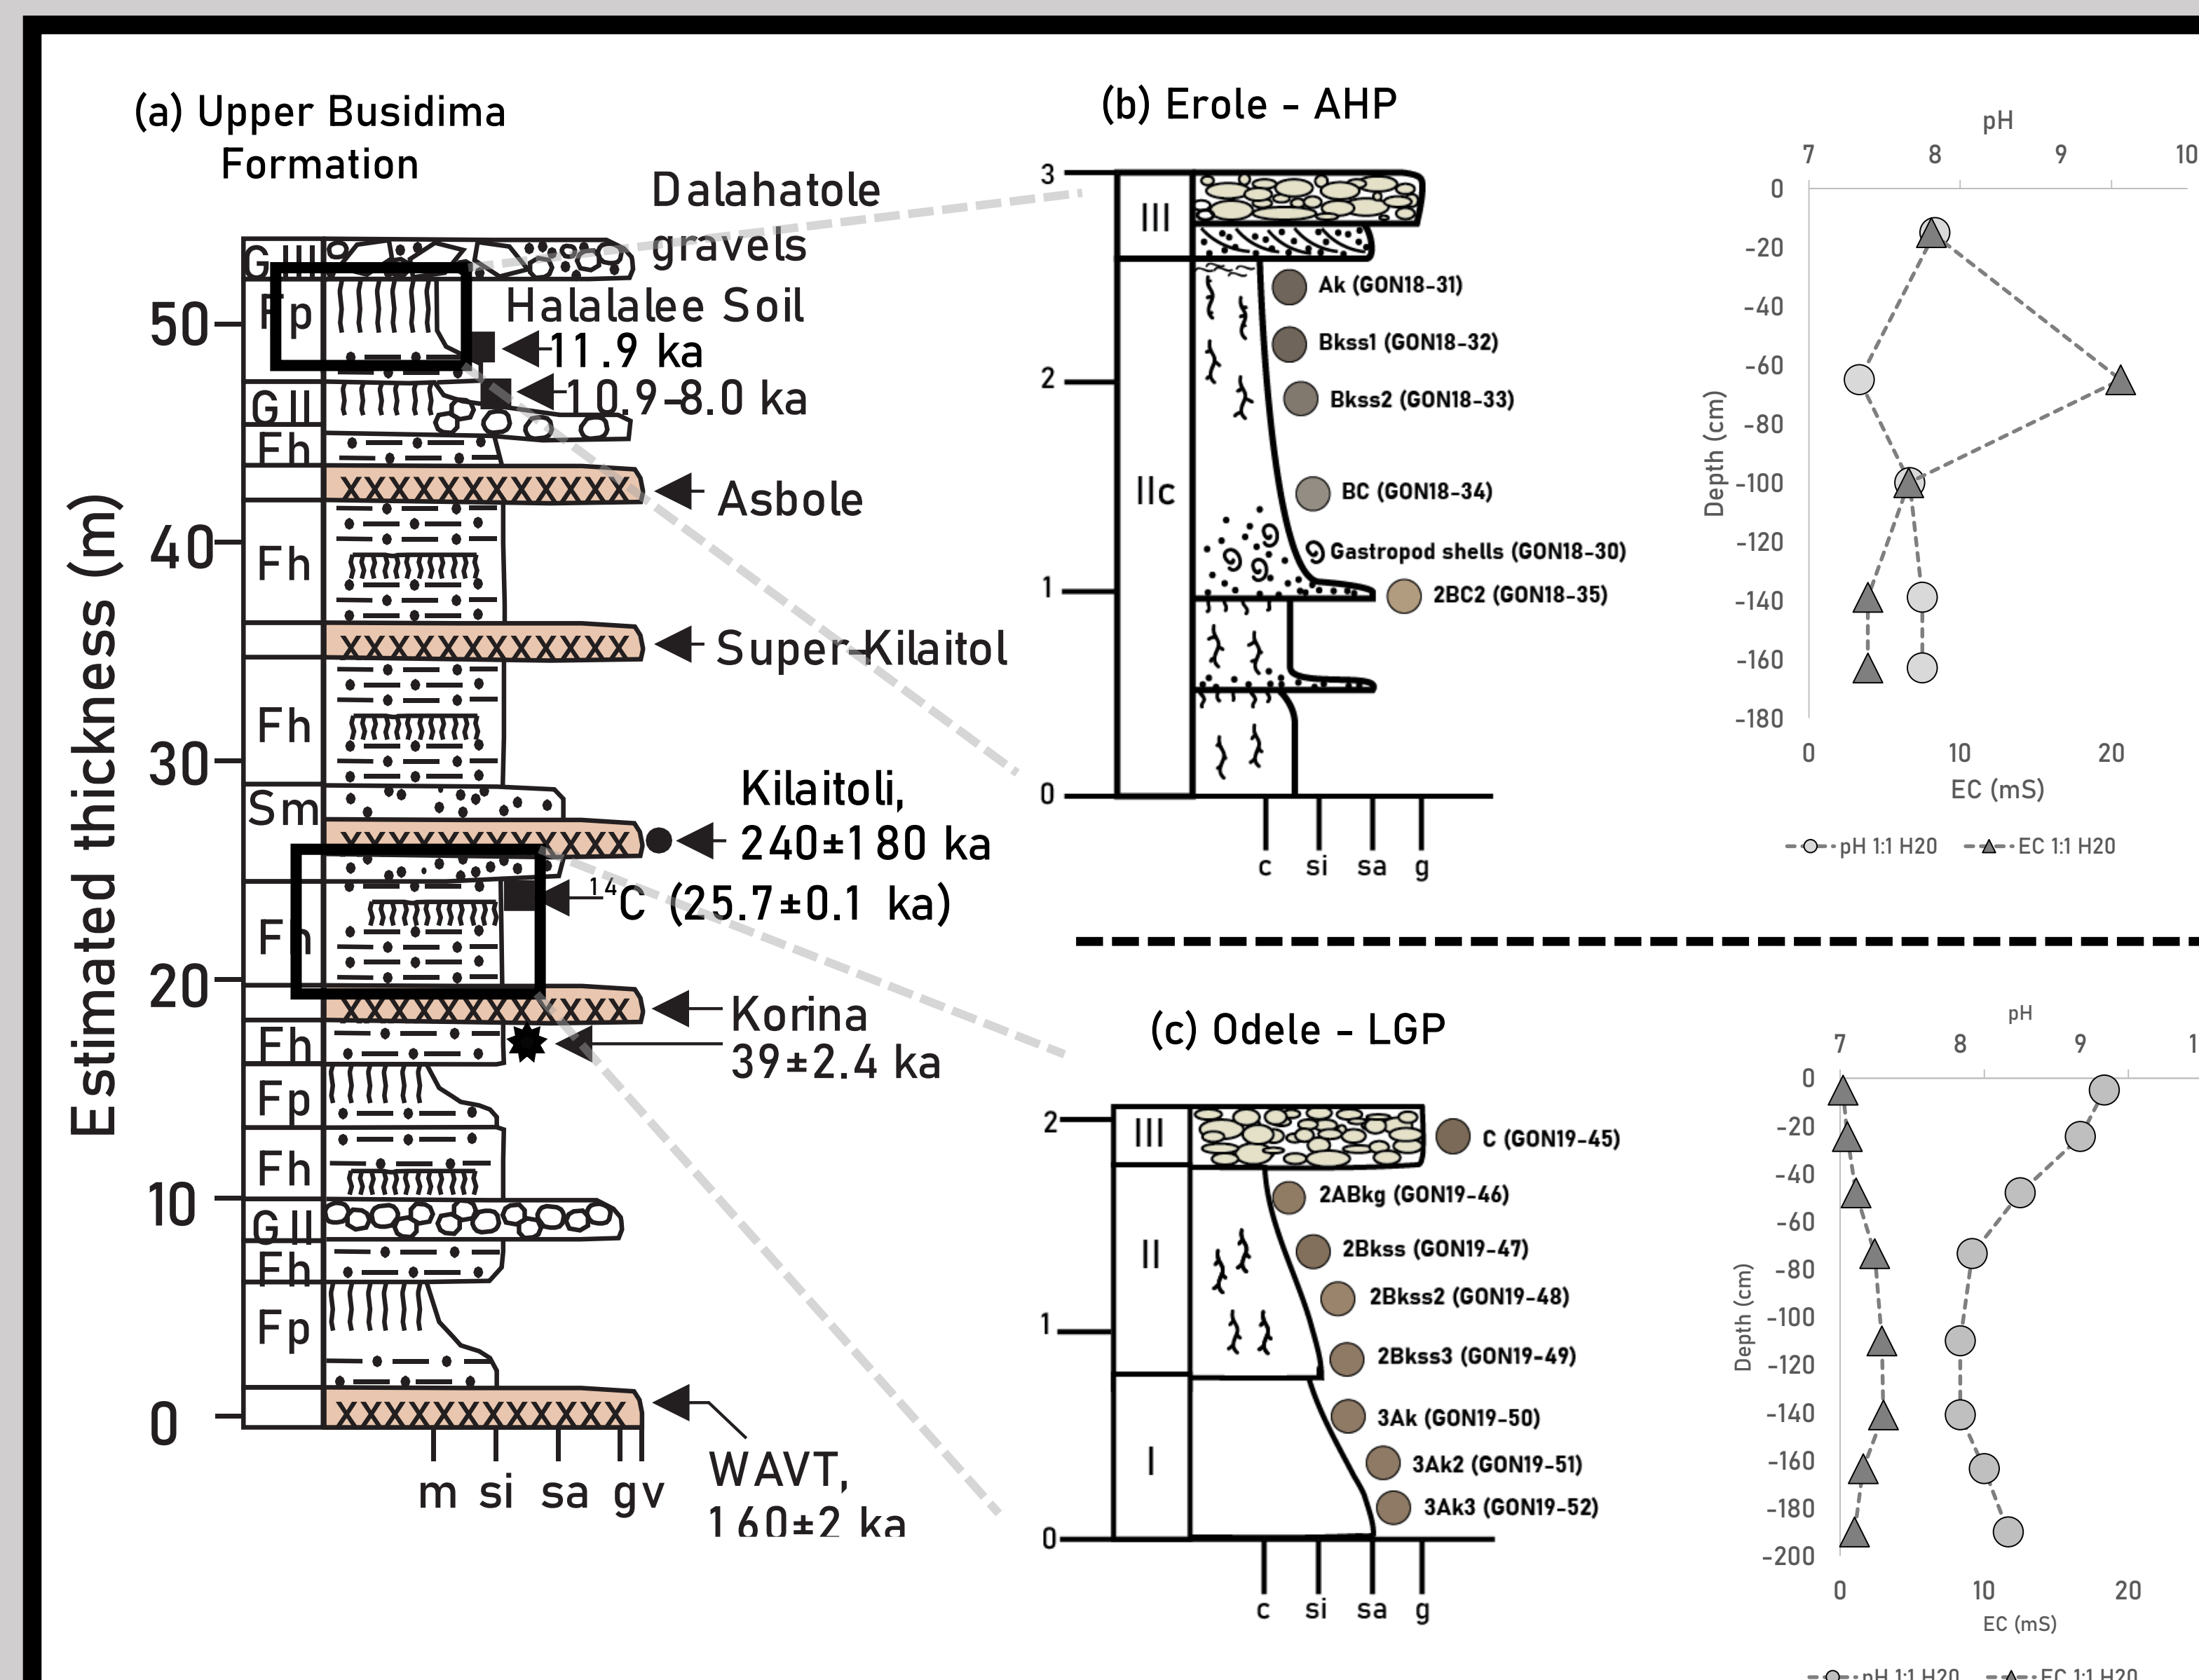 (a) Upper Busidima
Formation
Dalahatole
gravels
G III
Halalalee Soil
50
Fp
11.9 ka
10.9-8.0 ka
G II
Fh
Asbole
40
Fh
Super-Kilaitol
Fh
30
Sm
Kilaitoli,
240±180 ka
14C (25.7±0.1 ka)
Fh
20
Korina
39±2.4 ka
Fh
Fp
Fh
10
G II
Fh
Fp
0
WAVT,
160±2 ka
m si sa gv
Estimated thickness (m)
(b) Erole - AHP
3
III
Ak (GON18-31)
Bkss1 (GON18-32)
2
Bkss2 (GON18-33)
IIc
BC (GON18-34)
Gastropod shells (GON18-30)
1
2BC2 (GON18-35)
0
c si sa g
pH
7 8 9 10
0
-20
-40
-60
-80
-100
-120
-140
-160
-180
Depth (cm)
0 10 20
EC (mS)
pH 1:1 H20 EC 1:1 H20
(c) Odele - LGP
2
III
C (GON19-45)
2ABkg (GON19-46)
II
2Bkss (GON19-47)
2Bkss2 (GON19-48)
1
2Bkss3 (GON19-49)
3Ak (GON19-50)
I
3Ak2 (GON19-51)
3Ak3 (GON19-52)
0
c si sa g
pH
7 8 9 1
0
-20
-40
-60
-80
-100
-120
-140
-160
-180
-200
Depth (cm)
0 10 20
EC (mS)
pH 1:1 H20 EC 1:1 H20